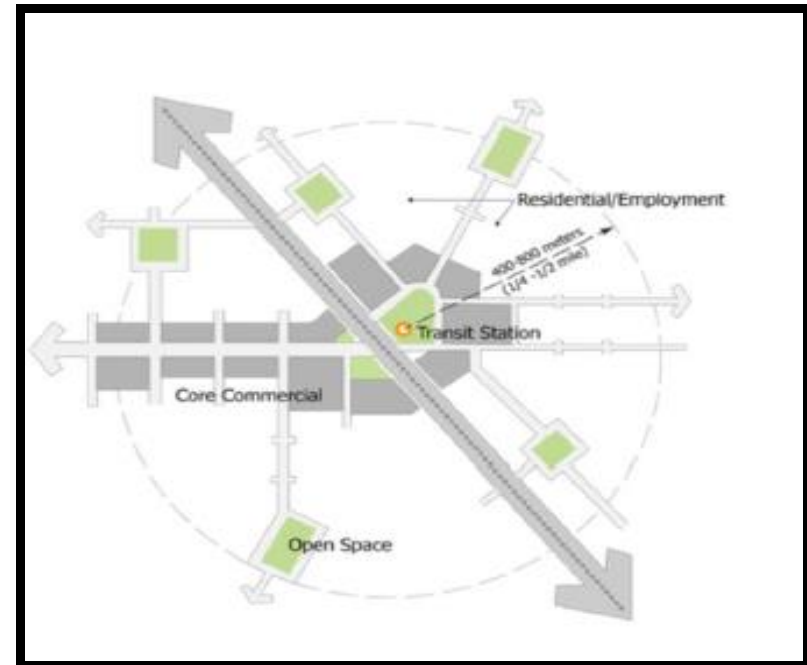 Residential/Employment
400-800 meters
(1/4 -1/2 mile)
Transit Station
Core Commercial
Open Space